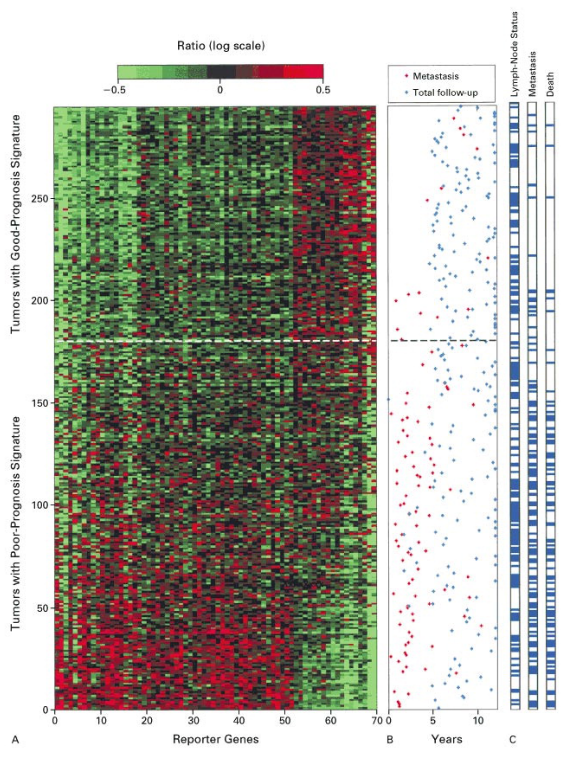 Ratio (log scale)
−0.5
0
0.5
Metastasis
Total follow-up
Lymph-Node Status
Metastasis
Death
Tumors with Good-Prognosis Signature
Tumors with Poor-Prognosis Signature
250
200
150
100
50
0
0
10
20
30
40
50
60
70
0
5
10
A
Reporter Genes
B
Years
C